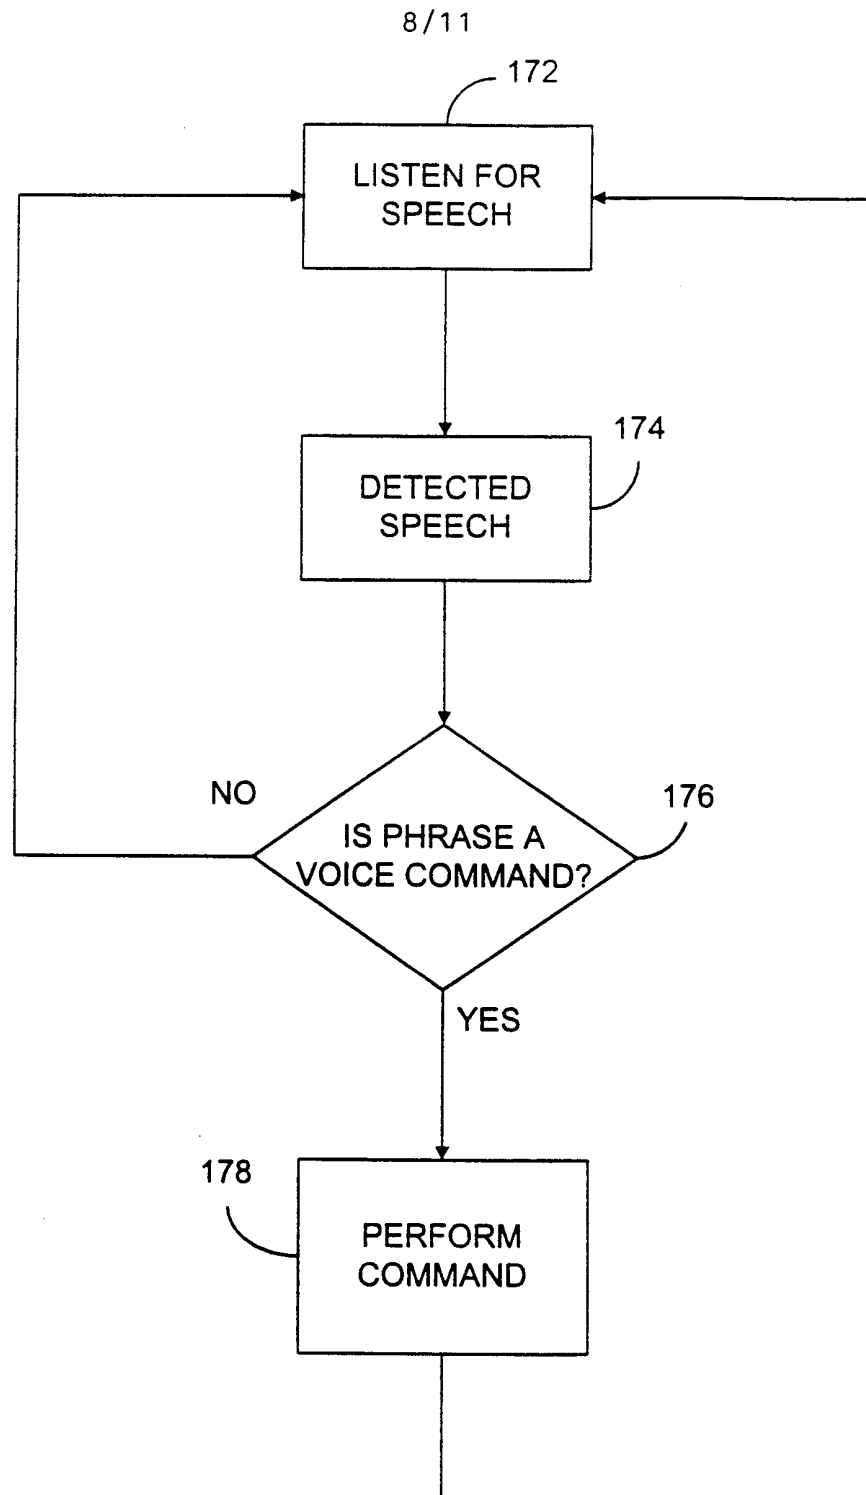 8/11
172
LISTEN FOR
SPEECH
174
DETECTED
SPEECH
NO
176
IS PHRASE A
VOICE COMMAND?
YES
178
PERFORM
COMMAND